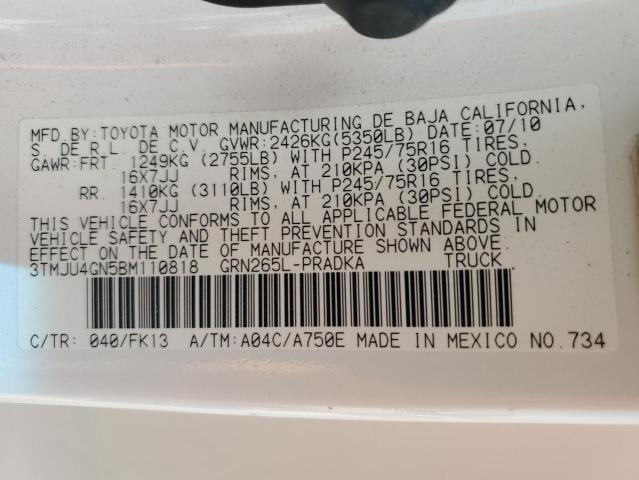 MFD.BY:TOYOTA MOTOR MANUFACTURING DE BAJA CALIFORNIA,
S. DE R.L. DE C.V. GVWR:2426KG(5350LB) DATE:07/10
GAWR:FRT. 1249KG (2755LB) WITH P245/75R16 TIRES,
16X7JJ RIMS, AT 210KPA (30PSI) COLD.
RR. 1410KG (3110LB) WITH P245/75R16 TIRES,
16X7JJ RIMS, AT 210KPA (30PSI) COLD.
THIS VEHICLE CONFORMS TO ALL APPLICABLE FEDERAL MOTOR
VEHICLE SAFETY AND THEFT PREVENTION STANDARDS IN
EFFECT ON THE DATE OF MANUFACTURE SHOWN ABOVE.
3TMJU4GN5BM110818 GRN265L-PRADKA TRUCK
C/TR: 040/FK13 A/TM:A04C/A750E MADE IN MEXICO NO.734